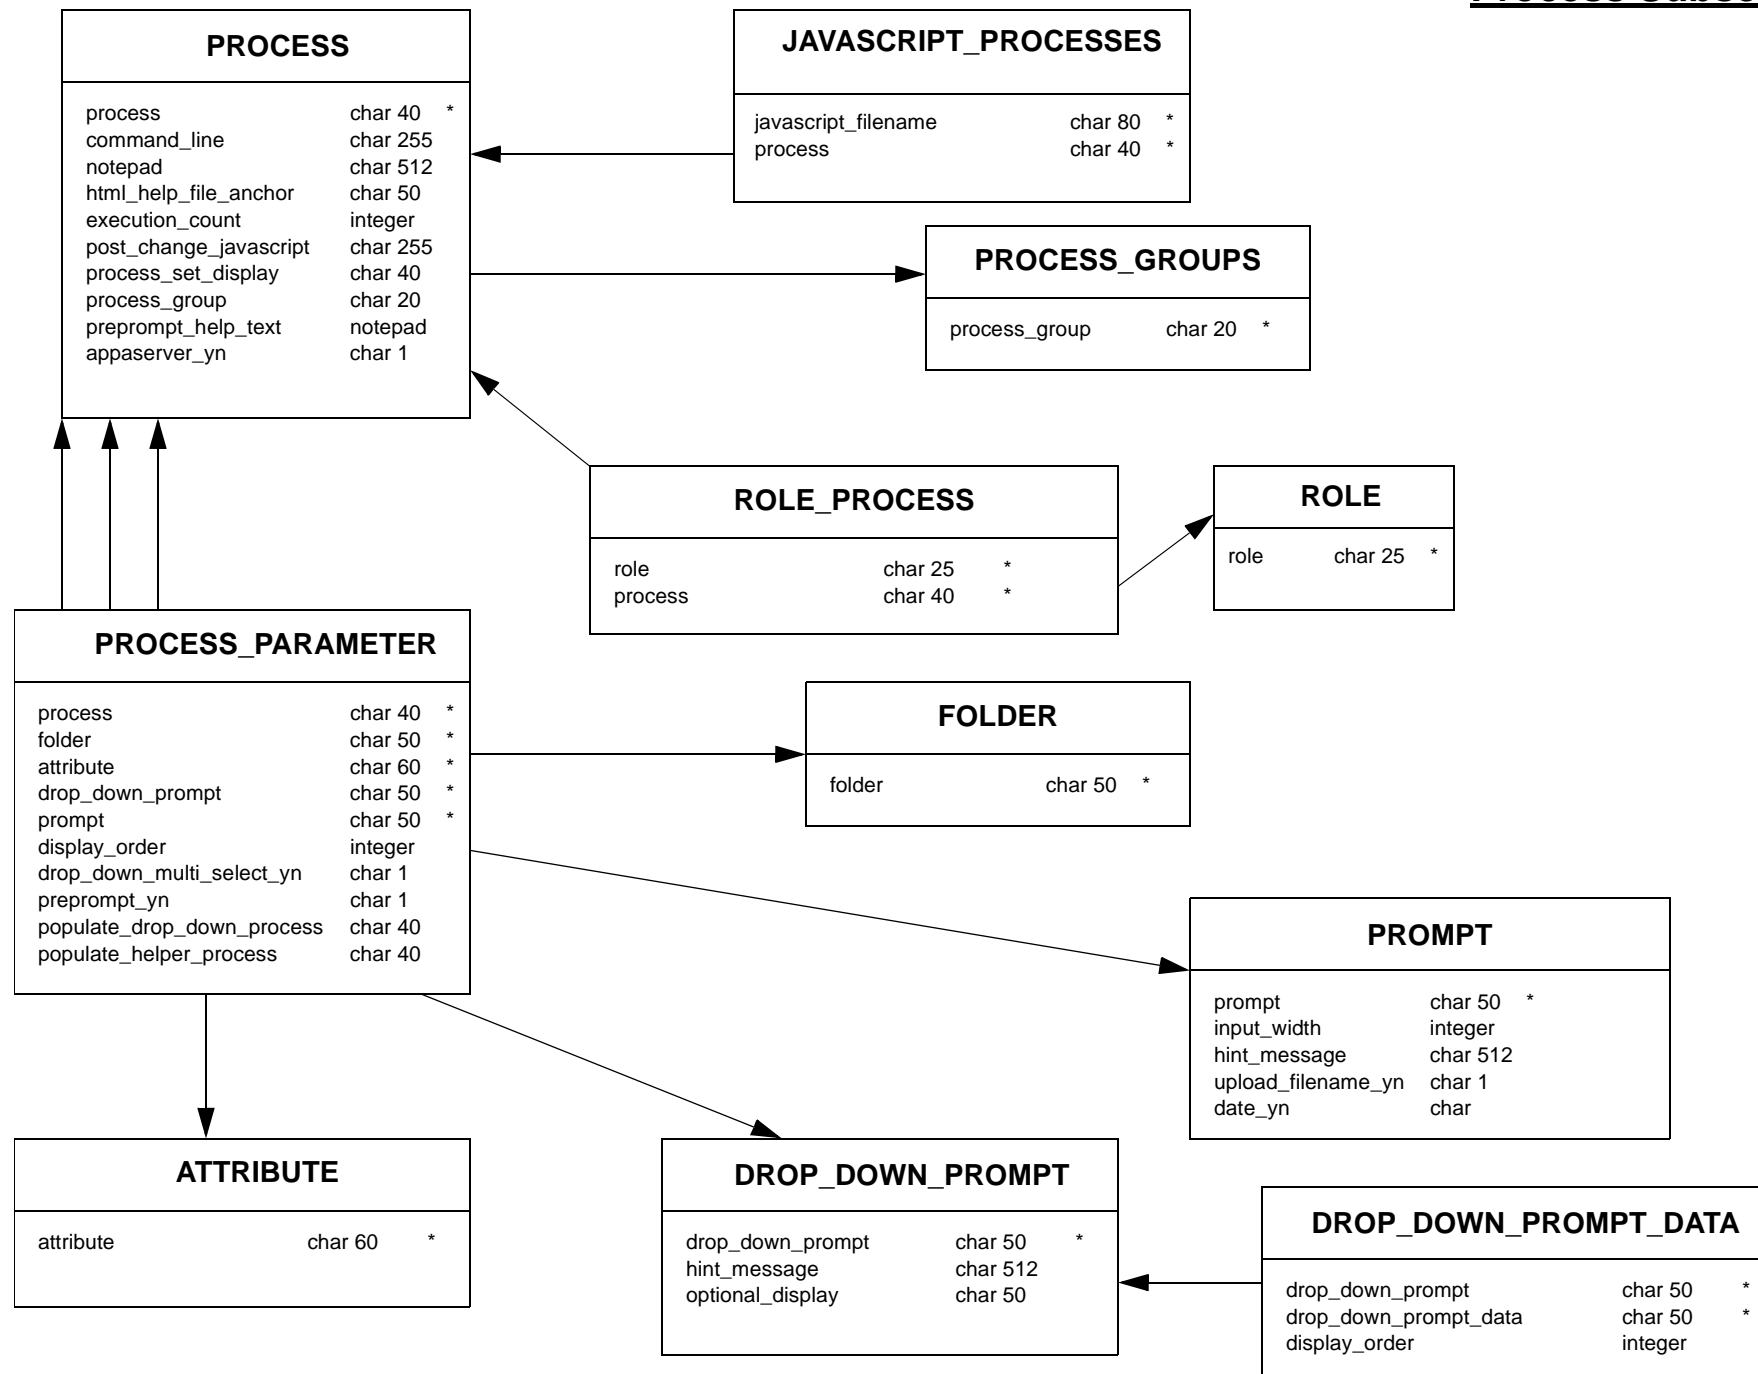 PROCESS
process char 40 *
command_line char 255
notepad char 512
html_help_file_anchor char 50
execution_count integer
post_change_javascript char 255
process_set_display char 40
process_group char 20
preprompt_help_text notepad
appaserver_yn char 1
JAVASCRIPT_PROCESSES
javascript_filename char 80 *
process char 40 *
PROCESS_GROUPS
process_group char 20 *
ROLE_PROCESS
role char 25 *
process char 40 *
ROLE
role char 25 *
PROCESS_PARAMETER
process char 40 *
folder char 50 *
attribute char 60 *
drop_down_prompt char 50 *
prompt char 50 *
display_order integer
drop_down_multi_select_yn char 1
preprompt_yn char 1
populate_drop_down_process char 40
populate_helper_process char 40
FOLDER
folder char 50 *
PROMPT
prompt char 50 *
input_width integer
hint_message char 512
upload_filename_yn char 1
date_yn char
ATTRIBUTE
attribute char 60 *
DROP_DOWN_PROMPT
drop_down_prompt char 50 *
hint_message char 512
optional_display char 50
DROP_DOWN_PROMPT_DATA
drop_down_prompt char 50 *
drop_down_prompt_data char 50 *
display_order integer